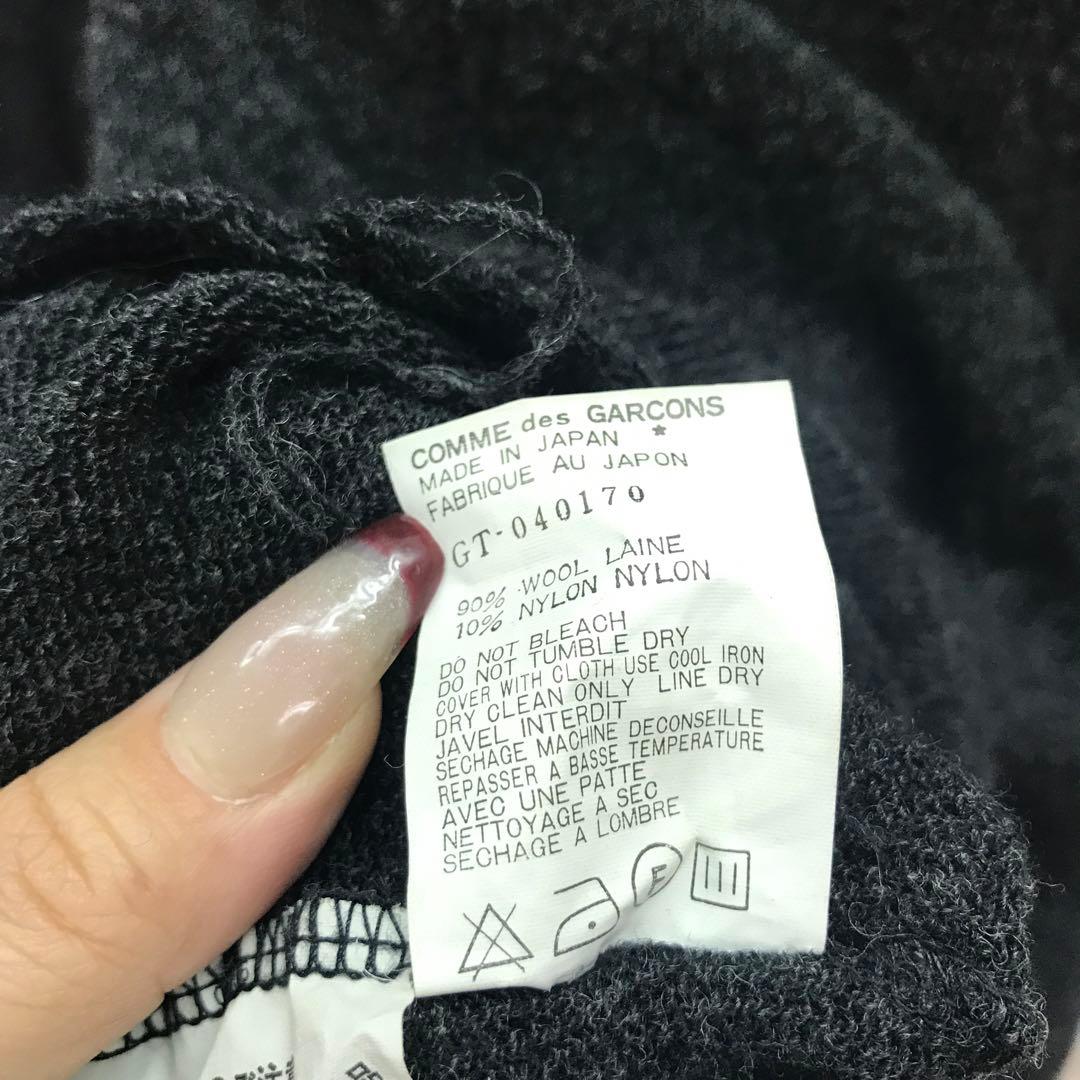 COMME des GARCONS *
MADE IN JAPAN
FABRIQUE AU JAPON
GT-040170
90% WOOL LAINE
10% NYLON NYLON
DO NOT BLEACH
DO NOT TUMBLE DRY
COVER WITH CLOTH USE COOL IRON
DRY CLEAN ONLY LINE DRY
JAVEL INTERDIT
SECHAGE MACHINE DECONSEILLE
REPASSER A BASSE TEMPERATURE
AVEC UNE PATTE
NETTOYAGE A SEC
SECHAGE A LOMBRE
F